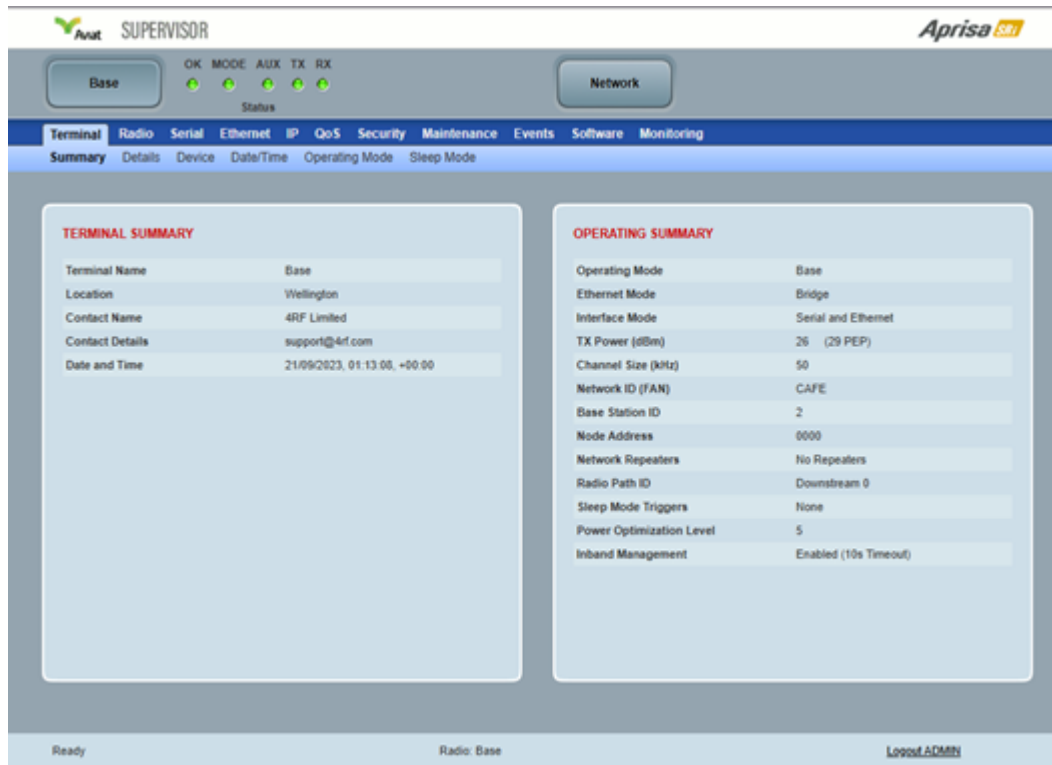 Aviat SUPERVISOR Aprisa SRi
Base OK MODE AUX TX RX Network
Status
Terminal Radio Serial Ethernet IP QoS Security Maintenance Events Software Monitoring
Summary Details Device Date/Time Operating Mode Sleep Mode
TERMINAL SUMMARY
Terminal Name Base
Location Wellington
Contact Name 4RF Limited
Contact Details support@4rf.com
Date and Time 21/09/2023, 01:13:08, +00:00
OPERATING SUMMARY
Operating Mode Base
Ethernet Mode Bridge
Interface Mode Serial and Ethernet
TX Power (dBm) 26 (29 PEP)
Channel Size (kHz) 50
Network ID (FAN) CAFE
Base Station ID 2
Node Address 0000
Network Repeaters No Repeaters
Radio Path ID Downstream 0
Sleep Mode Triggers None
Power Optimization Level 5
Inband Management Enabled (10s Timeout)
Ready Radio: Base Logout ADMIN